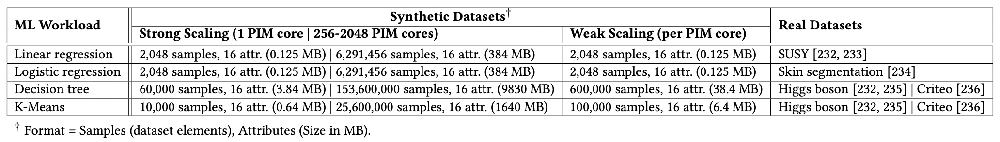 ML Workload | Synthetic Datasets† | Real Datasets
Strong Scaling (1 PIM core | 256-2048 PIM cores) | Weak Scaling (per PIM core)
Linear regression | 2,048 samples, 16 attr. (0.125 MB) | 6,291,456 samples, 16 attr. (384 MB) | 2,048 samples, 16 attr. (0.125 MB) | SUSY [232, 233]
Logistic regression | 2,048 samples, 16 attr. (0.125 MB) | 6,291,456 samples, 16 attr. (384 MB) | 2,048 samples, 16 attr. (0.125 MB) | Skin segmentation [234]
Decision tree | 60,000 samples, 16 attr. (3.84 MB) | 153,600,000 samples, 16 attr. (9830 MB) | 600,000 samples, 16 attr. (38.4 MB) | Higgs boson [232, 235] | Criteo [236]
K-Means | 10,000 samples, 16 attr. (0.64 MB) | 25,600,000 samples, 16 attr. (1640 MB) | 100,000 samples, 16 attr. (6.4 MB) | Higgs boson [232, 235] | Criteo [236]
† Format = Samples (dataset elements), Attributes (Size in MB).